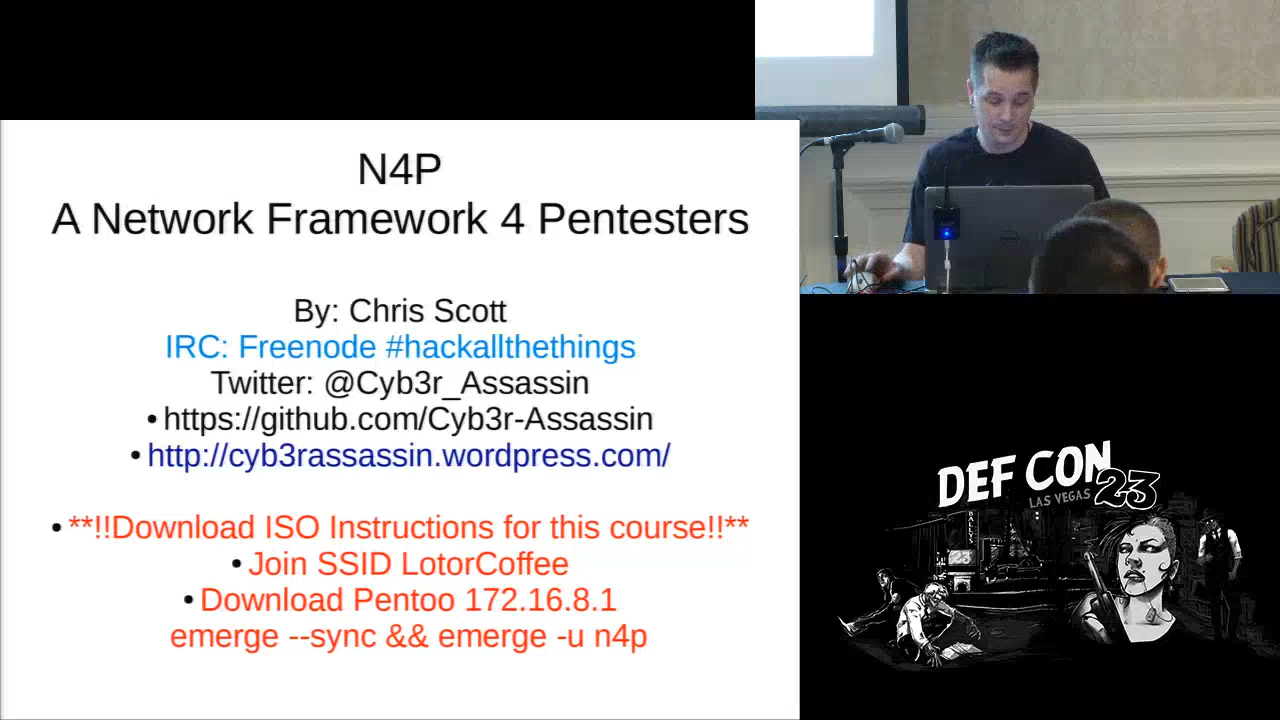 N4P
A Network Framework 4 Pentesters
By: Chris Scott
IRC: Freenode #hackallthethings
Twitter: @Cyb3r_Assassin
•https://github.com/Cyb3r-Assassin
•http://cyb3rassassin.wordpress.com/
•**!!Download ISO Instructions for this course!!**
•Join SSID LotorCoffee
•Download Pentoo 172.16.8.1
emerge --sync && emerge -u n4p
DEF CON 23
LAS VEGAS
BALLYS
23